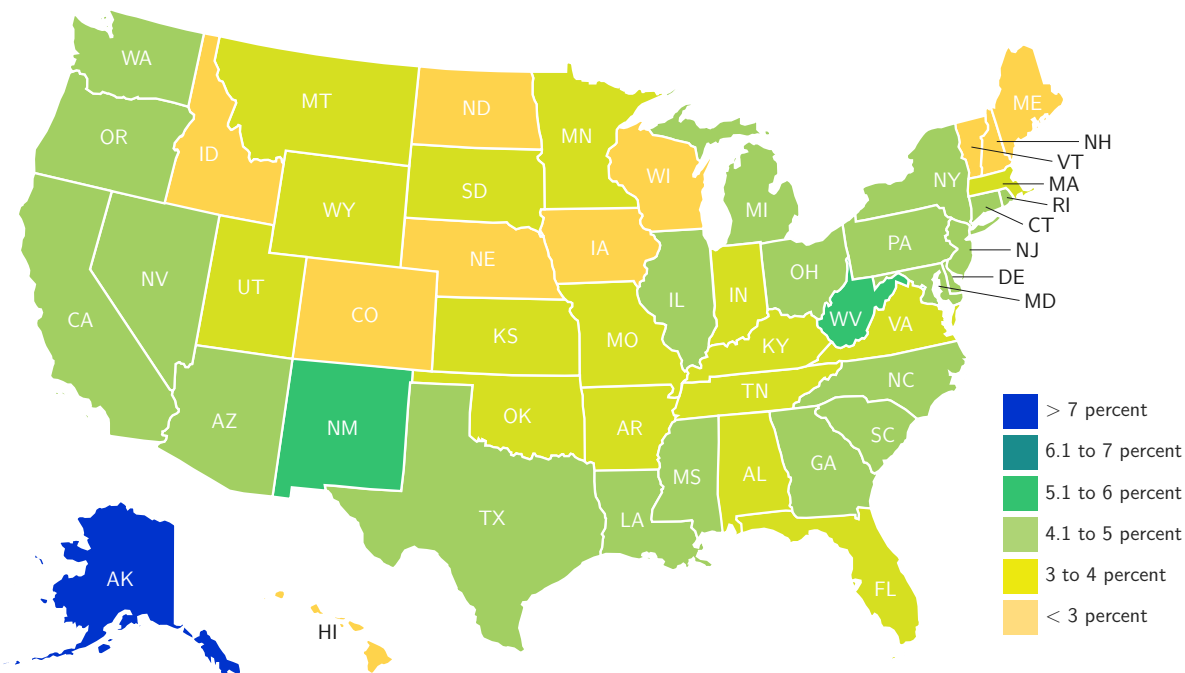 WA
MT
ND
ME
OR
MN
ID
NH
VT
WI
NY
MA
SD
RI
WY
MI
CT
PA
IA
NJ
NE
OH
NV
DE
UT
IN
IL
MD
CO
WV
CA
VA
KS
MO
KY
NC
TN
> 7 percent
OK
AZ
NM
AR
SC
6.1 to 7 percent
GA
AL
MS
5.1 to 6 percent
TX
LA
4.1 to 5 percent
AK
3 to 4 percent
FL
< 3 percent
HI